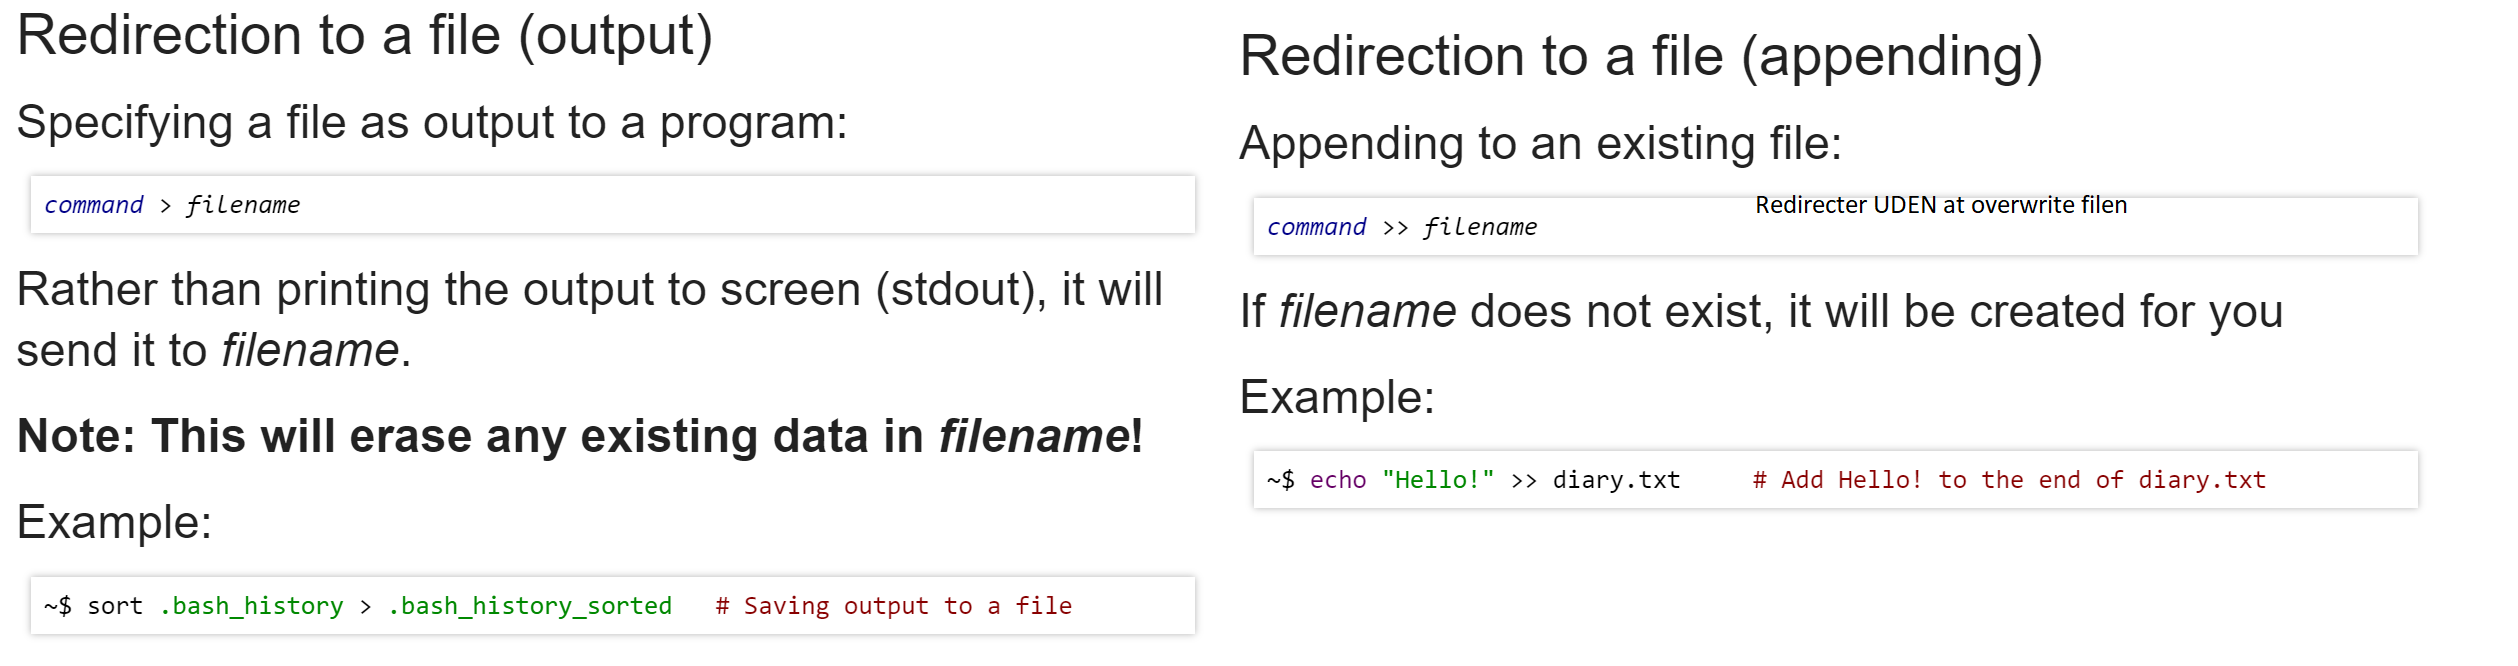 Redirection to a file (output)
Specifying a file as output to a program:
command > filename
Rather than printing the output to screen (stdout), it will
send it to filename.
Note: This will erase any existing data in filename!
Example:
~$ sort .bash_history > .bash_history_sorted   # Saving output to a file
Redirection to a file (appending)
Appending to an existing file:
Redirecter UDEN at overwrite filen
command >> filename
If filename does not exist, it will be created for you
Example:
~$ echo "Hello!" >> diary.txt     # Add Hello! to the end of diary.txt